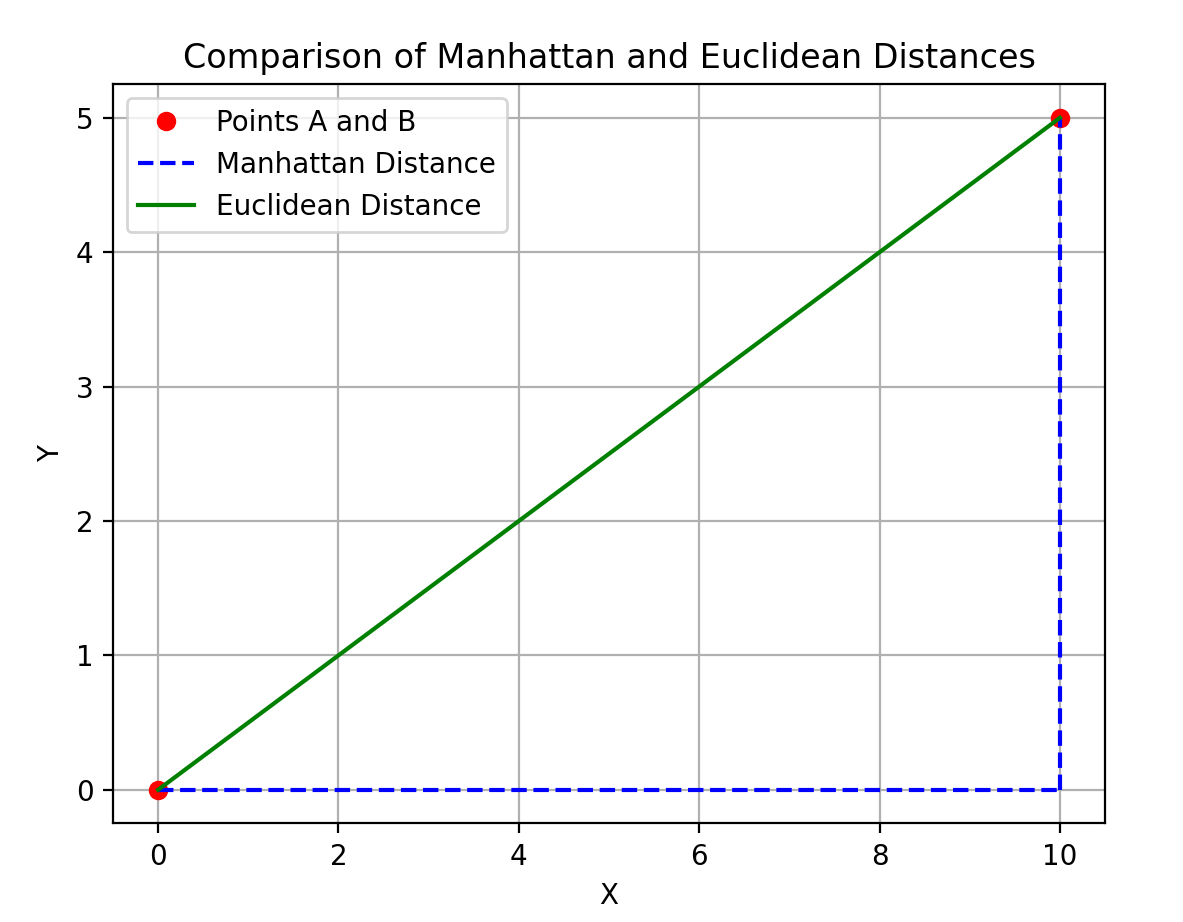 Comparison of Manhattan and Euclidean Distances
Points A and B
Manhattan Distance
Euclidean Distance
5
4
3
2
1
0
Y
0 2 4 6 8 10
X